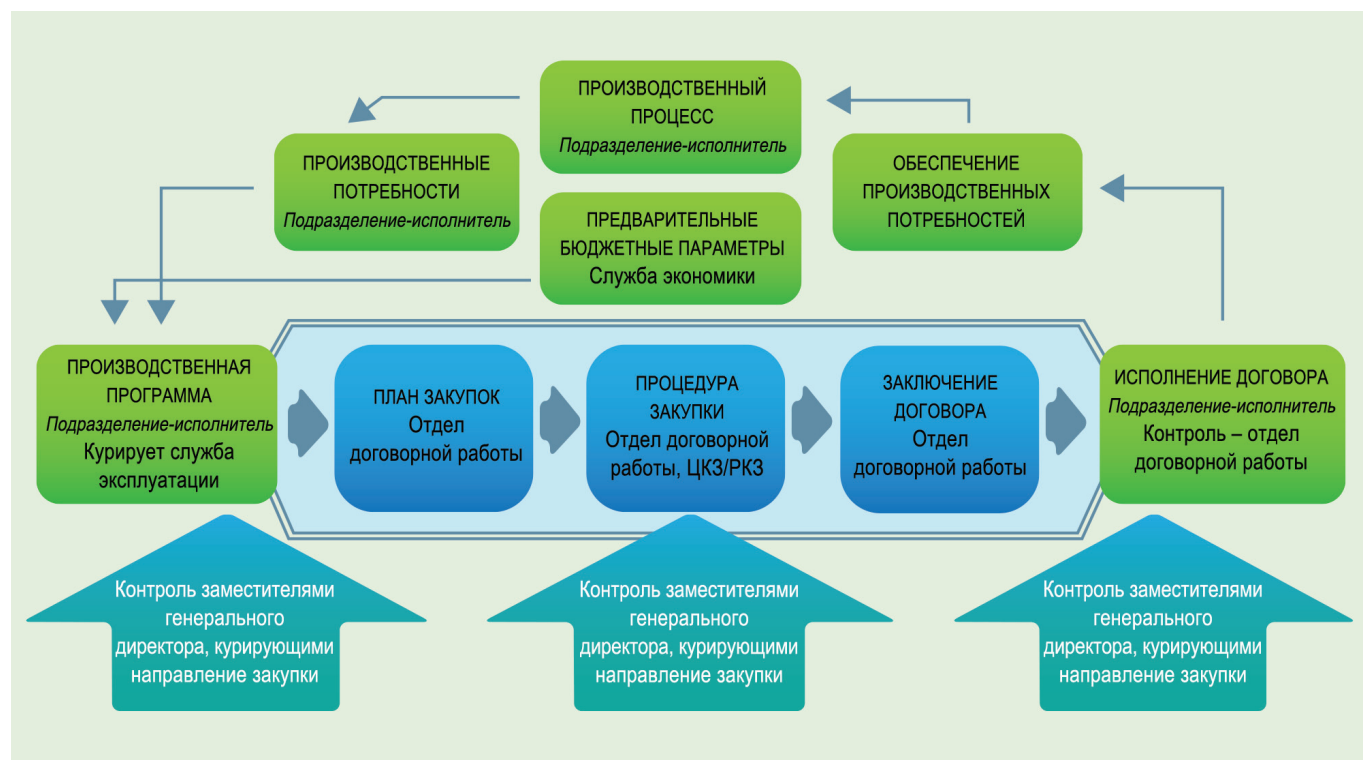 ПРОИЗВОДСТВЕННЫЙ
ПРОЦЕСС
Подразделение-исполнитель
ПРОИЗВОДСТВЕННЫЕ
ПОТРЕБНОСТИ
Подразделение-исполнитель
ОБЕСПЕЧЕНИЕ
ПРОИЗВОДСТВЕННЫХ
ПОТРЕБНОСТЕЙ
ПРЕДВАРИТЕЛЬНЫЕ
БЮДЖЕТНЫЕ ПАРАМЕТРЫ
Служба экономики
ПРОИЗВОДСТВЕННАЯ
ПРОГРАММА
Подразделение-исполнитель
Курирует служба
эксплуатации
ПЛАН ЗАКУПОК
Отдел
договорной работы
ПРОЦЕДУРА
ЗАКУПКИ
Отдел договорной
работы, ЦКЗ/РКЗ
ЗАКЛЮЧЕНИЕ
ДОГОВОРА
Отдел
договорной работы
ИСПОЛНЕНИЕ ДОГОВОРА
Подразделение-исполнитель
Контроль – отдел
договорной работы
Контроль заместителями
генерального
директора, курирующими
направление закупки
Контроль заместителями
генерального
директора, курирующими
направление закупки
Контроль заместителями
генерального
директора, курирующими
направление закупки